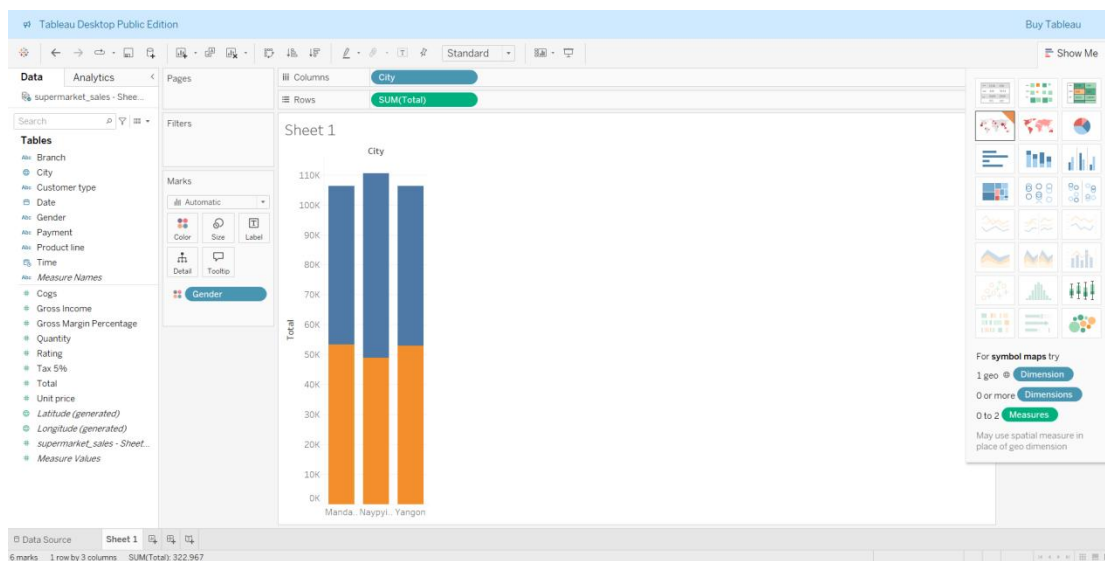 Tableau Desktop Public Edition
Buy Tableau
Standard
Show Me
Data Analytics
supermarket_sales - Shee...
Search
Tables
Abc Branch
City
Abc Customer type
Date
Abc Gender
Abc Payment
Abc Product line
Time
Abc Measure Names
# Cogs
# Gross Income
# Gross Margin Percentage
# Quantity
# Rating
# Tax 5%
# Total
# Unit price
Latitude (generated)
Longitude (generated)
# supermarket_sales - Sheet...
# Measure Values
Pages
Filters
Marks
Automatic
Color Size Label
Detail Tooltip
Gender
Columns City
Rows SUM(Total)
Sheet 1
City
110K
100K
90K
80K
70K
60K
50K
40K
30K
20K
10K
0K
Total
Manda.. Naypyi.. Yangon
For symbol maps try
1 geo Dimension
0 or more Dimensions
0 to 2 Measures
May use spatial measure in
place of geo dimension
Data Source Sheet 1
6 marks 1 row by 3 columns SUM(Total): 322.967